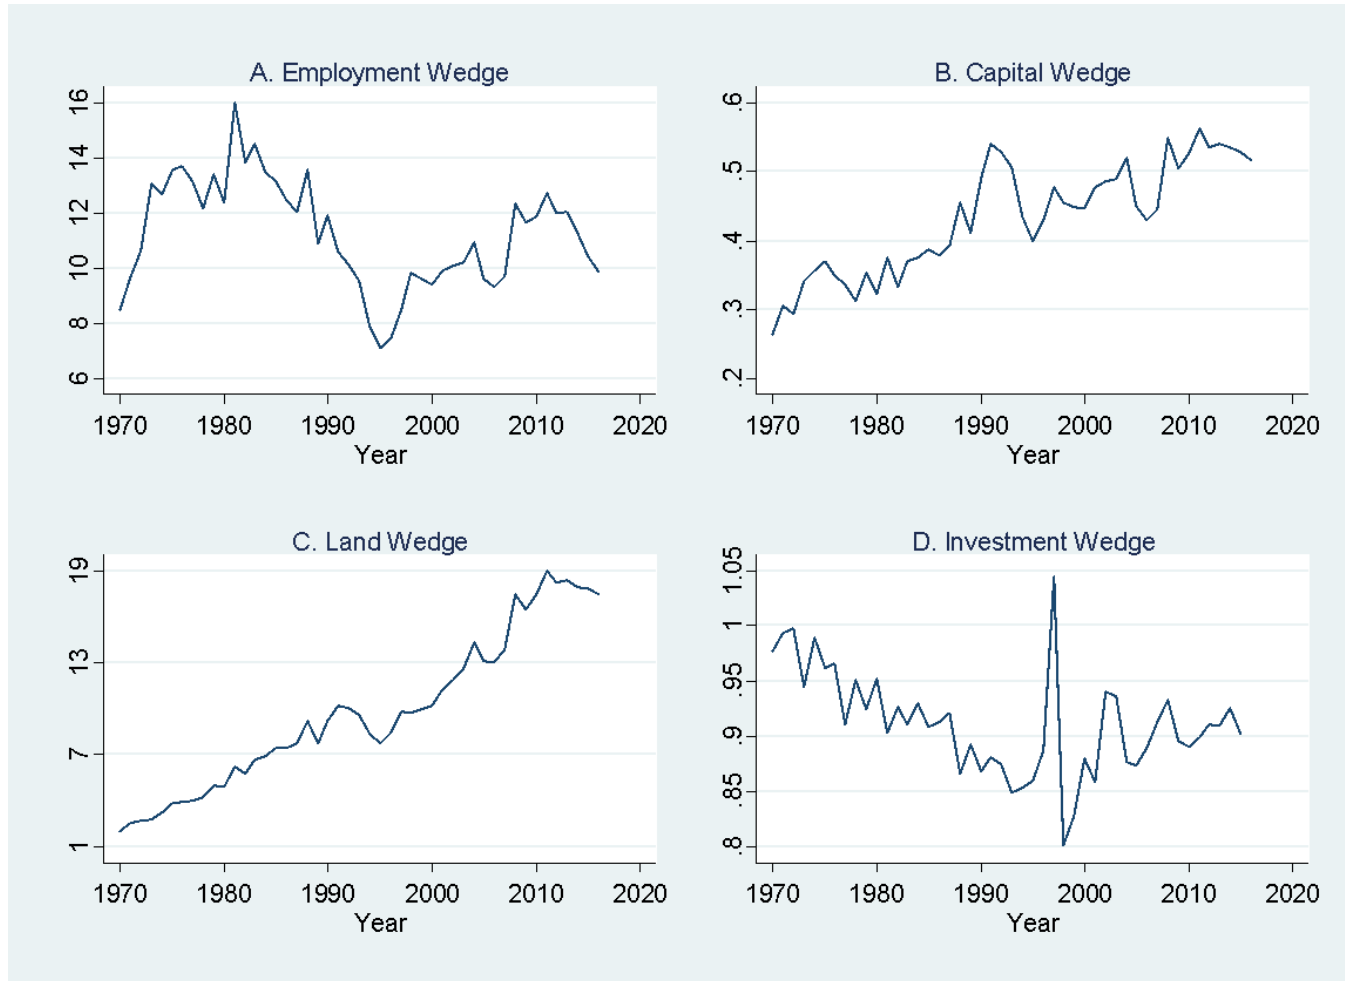 A. Employment Wedge
16
14
12
10
8
6
1970 1980 1990 2000 2010 2020
Year
B. Capital Wedge
.6
.5
.4
.3
.2
1970 1980 1990 2000 2010 2020
Year
C. Land Wedge
19
13
7
1
1970 1980 1990 2000 2010 2020
Year
D. Investment Wedge
1.05
1
.95
.9
.85
.8
1970 1980 1990 2000 2010 2020
Year